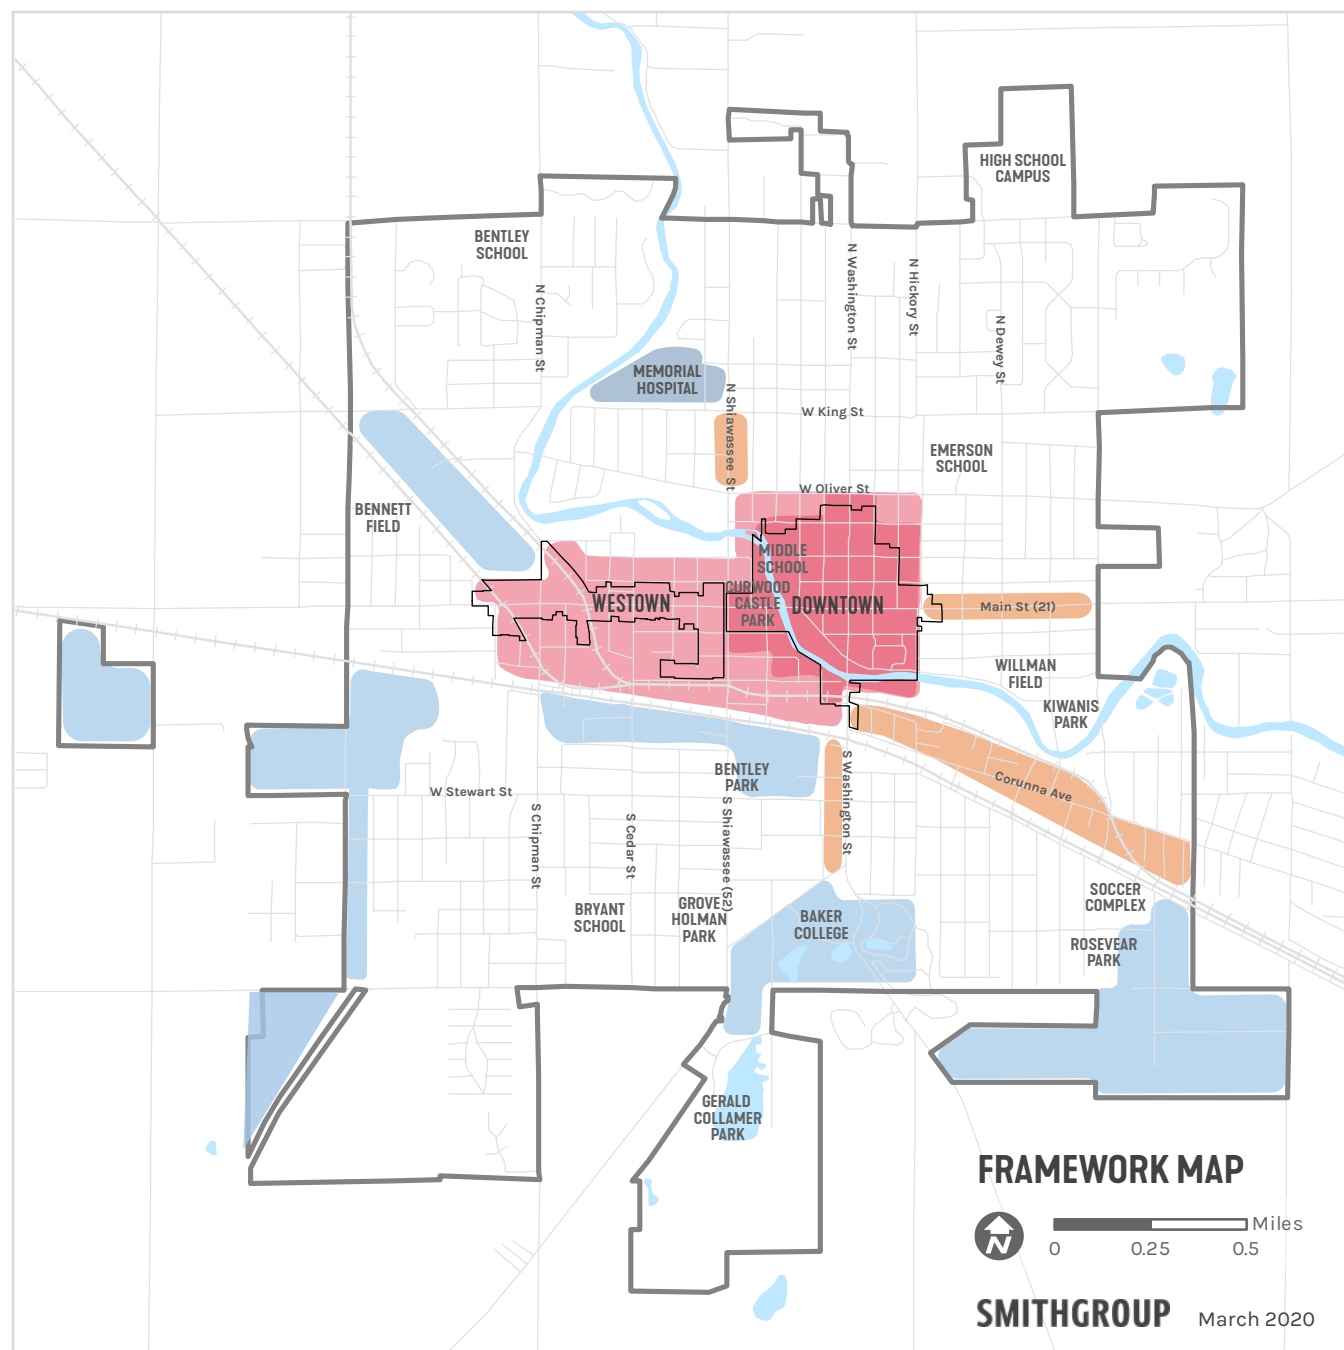 HIGH SCHOOL
CAMPUS
BENTLEY
SCHOOL
N Chipman St
N Washington St
N Hickory St
N Dewey St
MEMORIAL
HOSPITAL
N Shiawassee St
W King St
EMERSON
SCHOOL
W Oliver St
BENNETT
FIELD
MIDDLE
SCHOOL
CURWOOD
CASTLE
PARK
WESTOWN
DOWNTOWN
Main St (21)
WILLMAN
FIELD
KIWANIS
PARK
BENTLEY
PARK
W Stewart St
S Washington St
Corunna Ave
S Chipman St
S Cedar St
S Shiawassee (52)
BRYANT
SCHOOL
GROVE
HOLMAN
PARK
BAKER
COLLEGE
SOCCER
COMPLEX
ROSEVEAR
PARK
GERALD
COLLAMER
PARK
FRAMEWORK MAP
N
Miles
0 0.25 0.5
SMITHGROUP March 2020